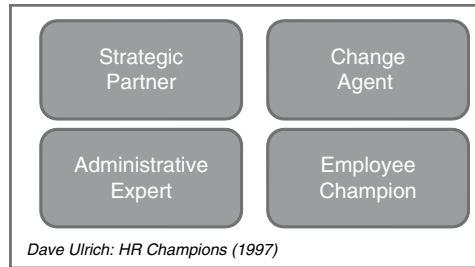 Strategic
Partner
Change
Agent
Administrative
Expert
Employee
Champion
Dave Ulrich: HR Champions (1997)